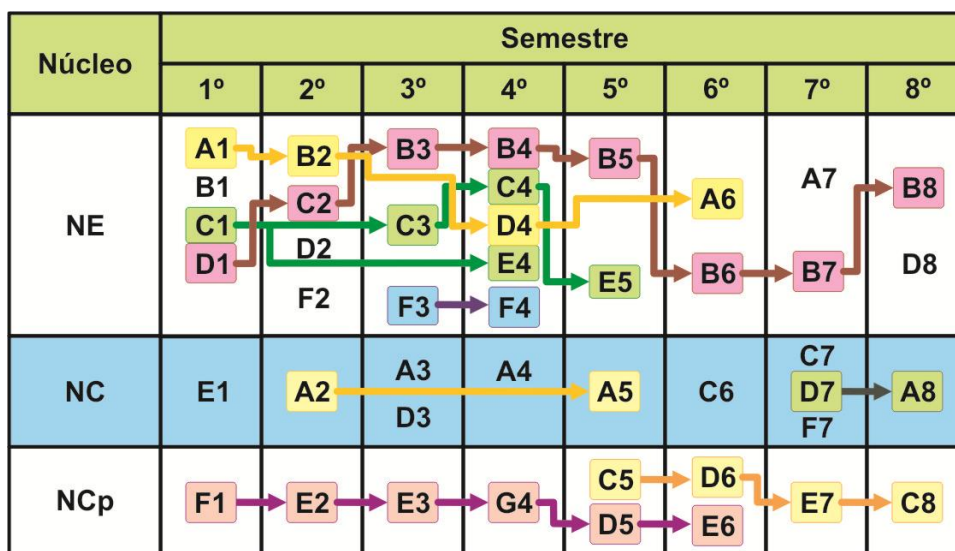 Núcleo
Semestre
1º 2º 3º 4º 5º 6º 7º 8º
NE
A1 B2 B3 B4 B5 A6 A7 B8
B1 C2 C3 C4 E5 B6 B7 D8
C1 D2 F3 D4
D1 F2 E4
F4
NC
E1 A2 A3 A4 A5 C6 C7 A8
D3 D7
F7
NCp
F1 E2 E3 G4 C5 D6 E7 C8
D5 E6